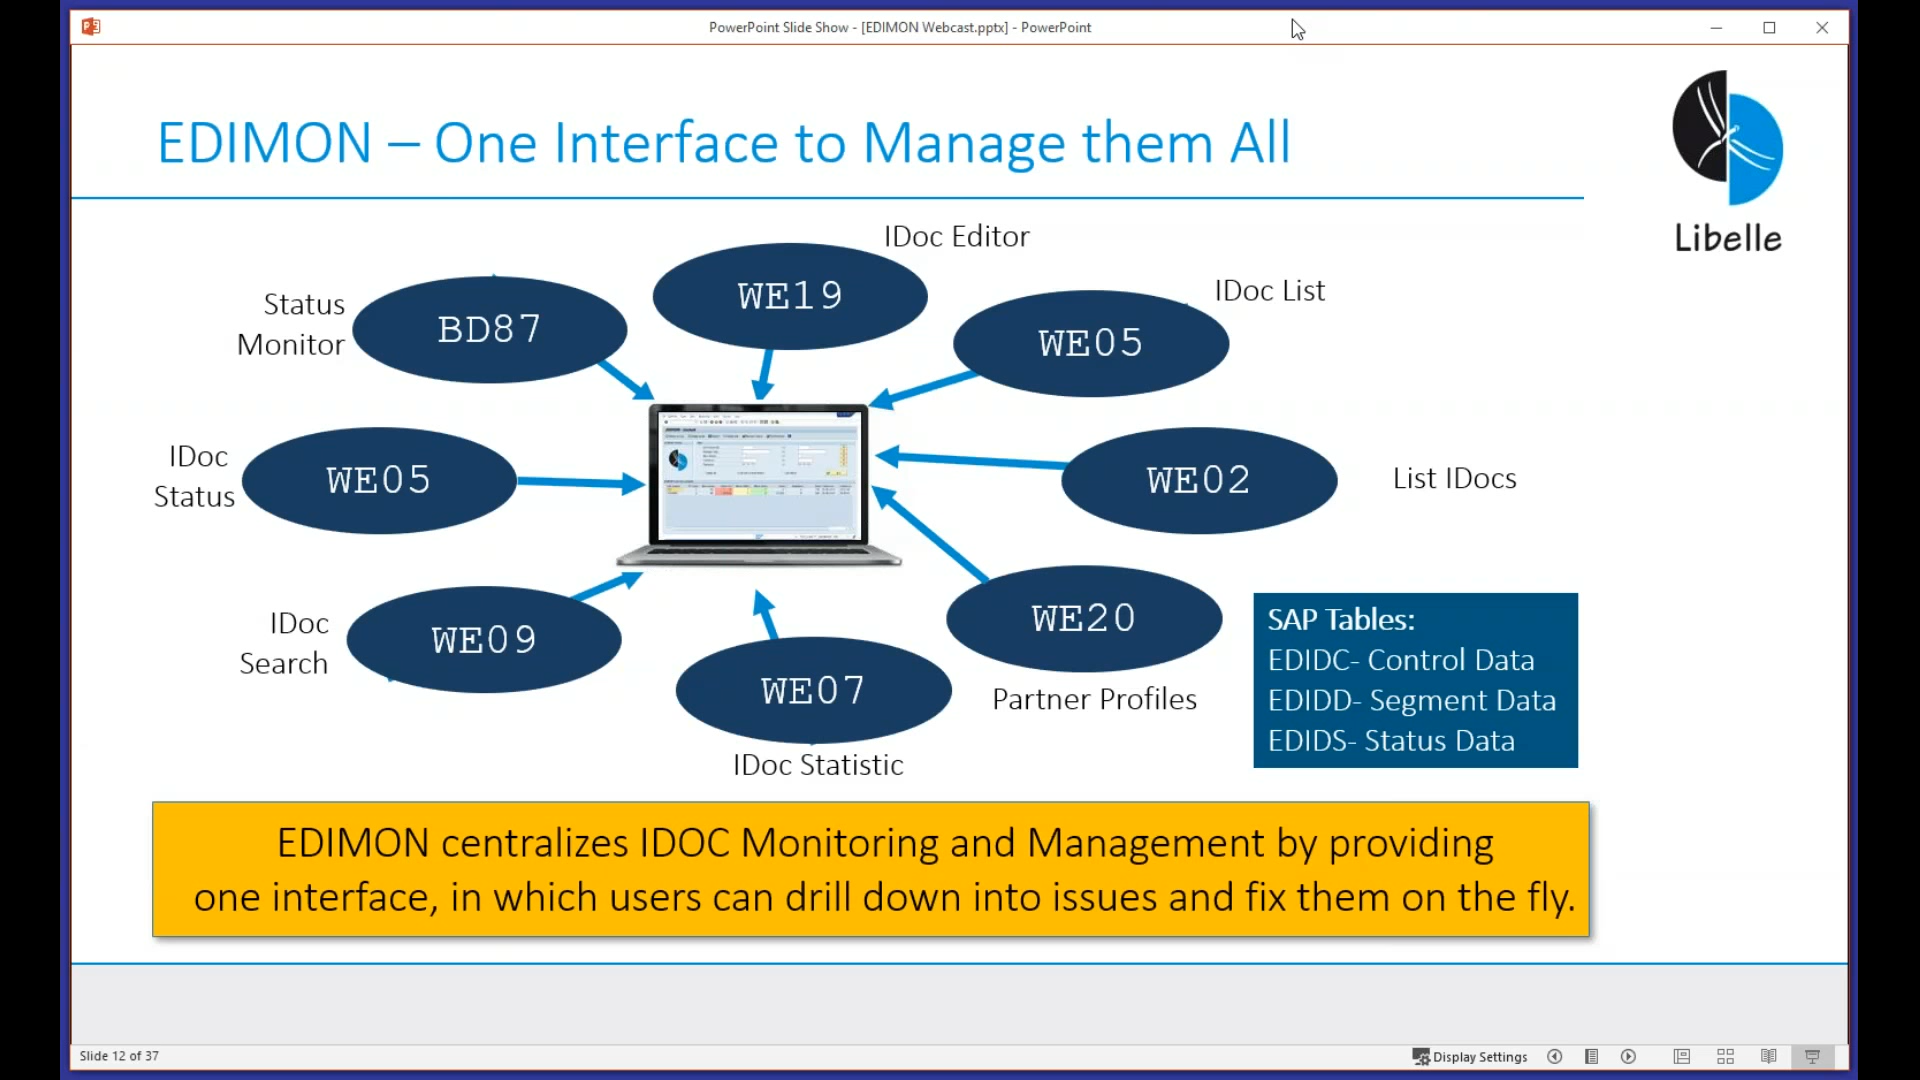 PowerPoint Slide Show - [EDIMON Webcast.pptx] - PowerPoint
EDIMON – One Interface to Manage them All
Libelle
IDoc Editor
WE19
IDoc List
WE05
Status
Monitor
BD87
IDoc
Status
WE05
WE02
List IDocs
IDoc
Search
WE09
WE07
IDoc Statistic
WE20
Partner Profiles
SAP Tables:
EDIDC- Control Data
EDIDD- Segment Data
EDIDS- Status Data
EDIMON centralizes IDOC Monitoring and Management by providing
one interface, in which users can drill down into issues and fix them on the fly.
Slide 12 of 37
Display Settings